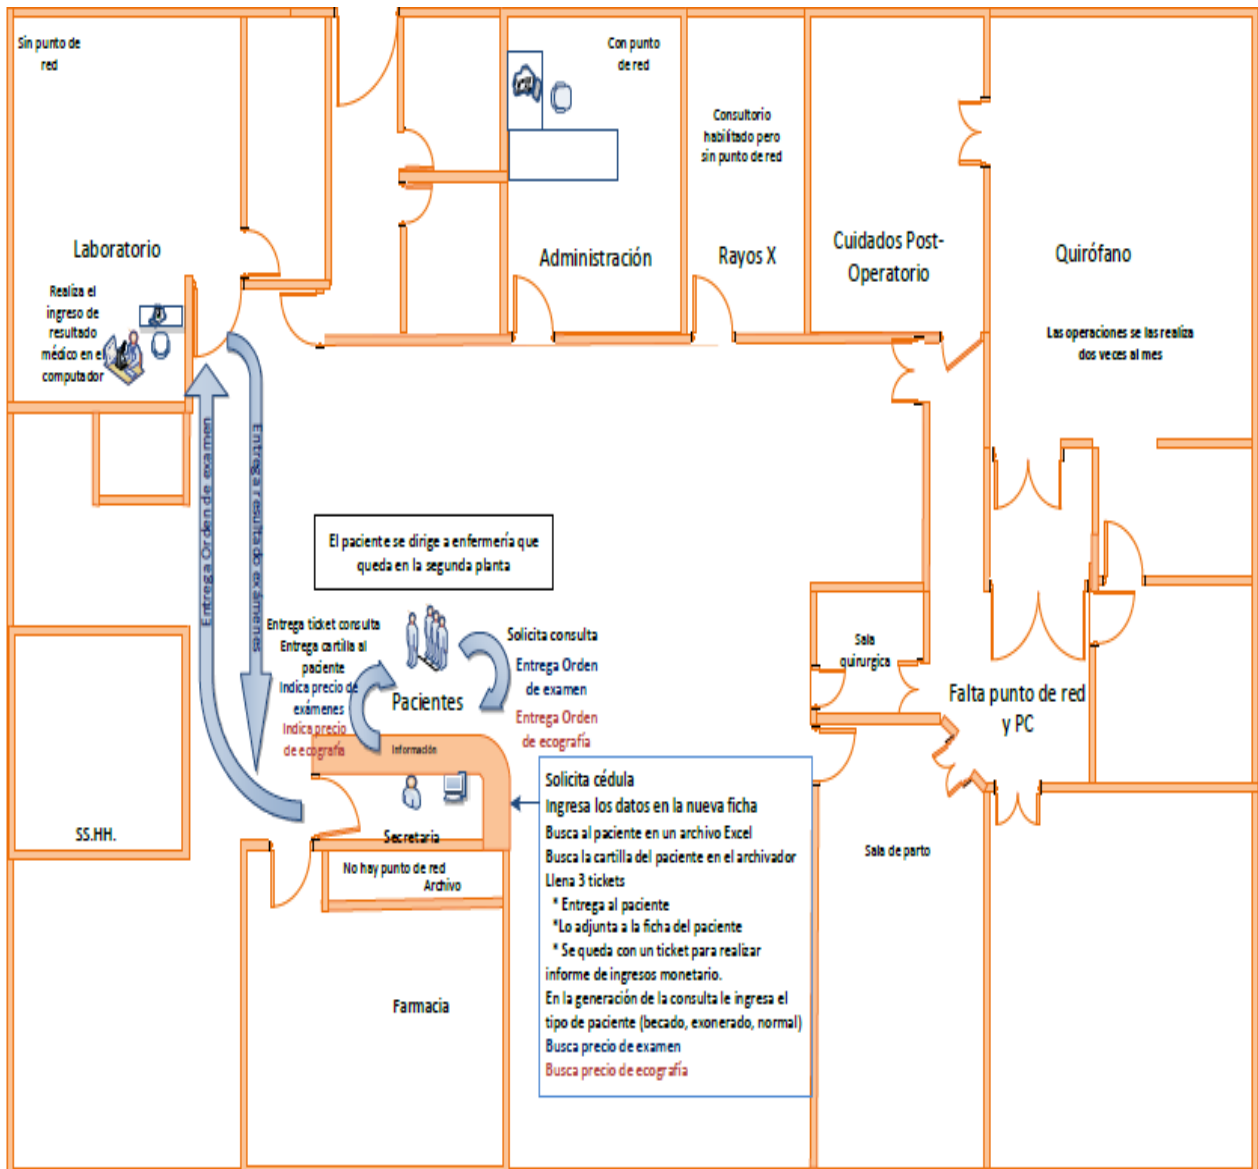 Sin punto de
red
Con punto
de red
Consultorio
habilitado pero
sin punto de red
Laboratorio
Administración
Rayos X
Cuidados Post-
Operatorio
Quirófano
Realiza el
ingreso de
resultado
médico en el
computador
Las operaciones se las realiza
dos veces al mes
Entrega Orden de examen
Entrega resultado exámenes
El paciente se dirige a enfermería que
queda en la segunda planta
Entrega ticket consulta
Entrega cartilla al
paciente
Indica precio de
exámenes
Indica precio
de ecografía
Pacientes
Solicita consulta
Entrega Orden
de examen
Entrega Orden
de ecografía
Información
Secretaria
No hay punto de red
Archivo
SS.HH.
Farmacia
Solicita cédula
Ingresa los datos en la nueva ficha
Busca al paciente en un archivo Excel
Busca la cartilla del paciente en el archivador
Llena 3 tickets
* Entrega al paciente
*Lo adjunta a la ficha del paciente
* Se queda con un ticket para realizar
informe de ingresos monetario.
En la generación de la consulta le ingresa el
tipo de paciente (becado, exonerado, normal)
Busca precio de examen
Busca precio de ecografía
Sala
quirurgica
Falta punto de red
y PC
Sala de parto